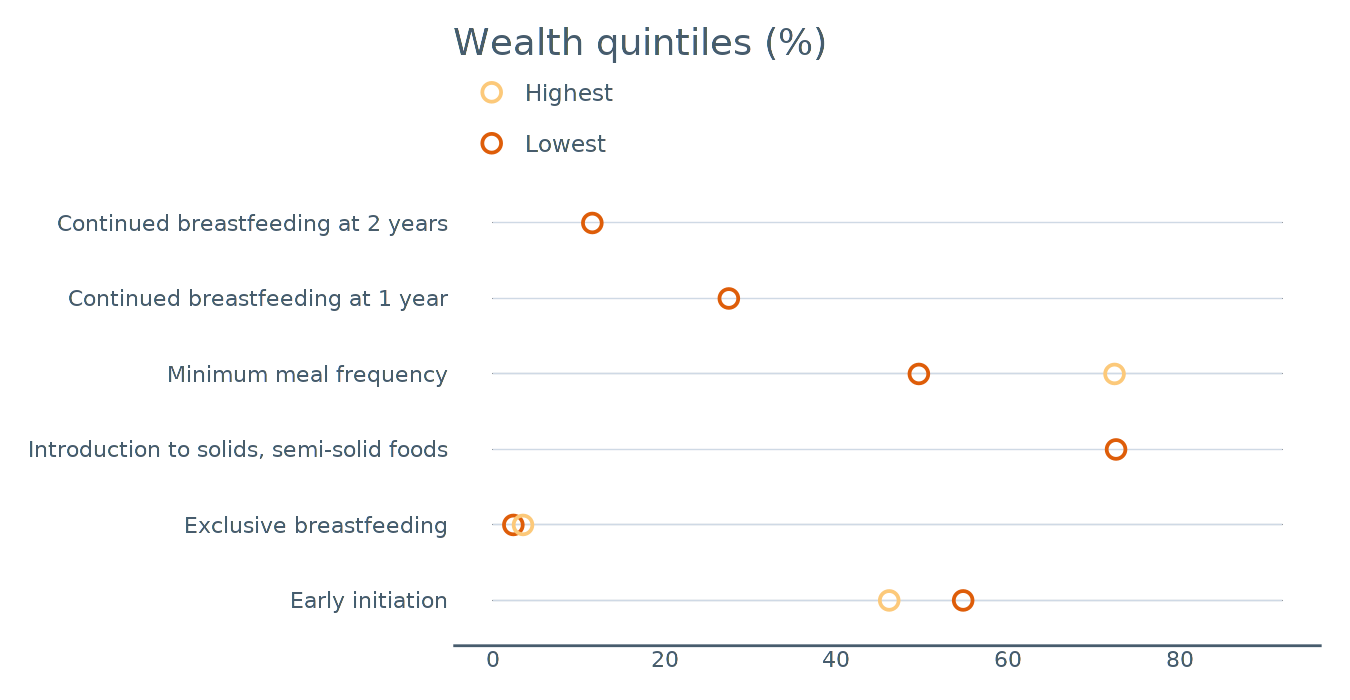 Wealth quintiles (%)
Highest
Lowest
Continued breastfeeding at 2 years
Continued breastfeeding at 1 year
Minimum meal frequency
Introduction to solids, semi-solid foods
Exclusive breastfeeding
Early initiation
0 20 40 60 80